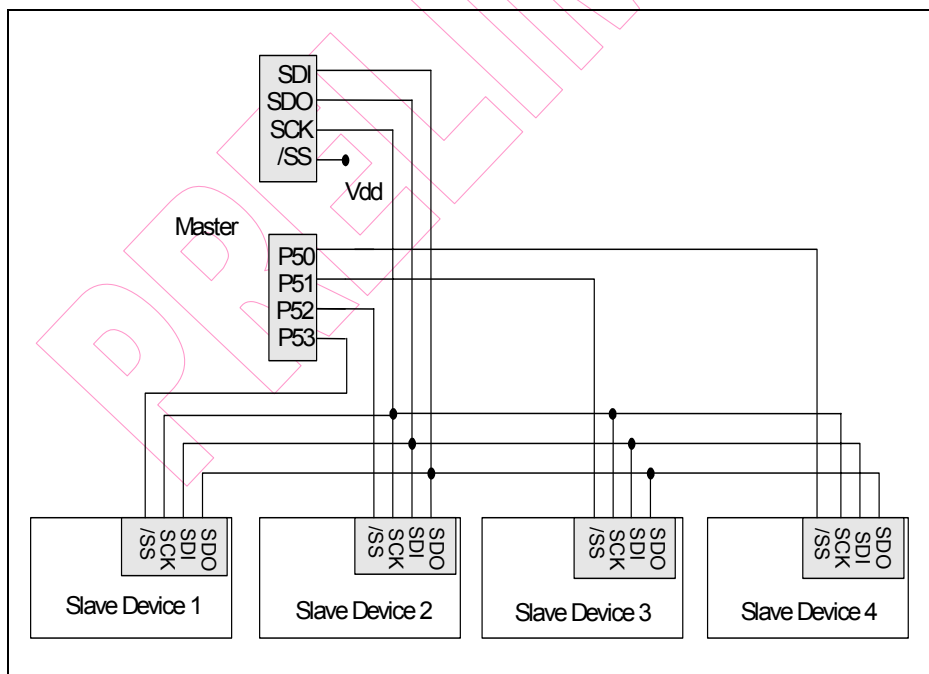 SDI
SDO
SCK
/SS
Vdd
Master
P50
P51
P52
P53
/SS
SCK
SDI
SDO
Slave Device 1
/SS
SCK
SDI
SDO
Slave Device 2
/SS
SCK
SDI
SDO
Slave Device 3
/SS
SCK
SDI
SDO
Slave Device 4